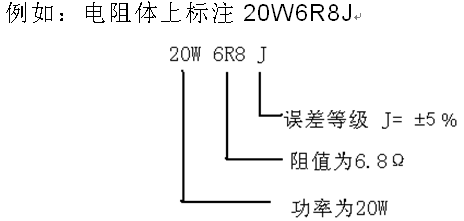 例如：电阻体上标注 20W6R8J
20W 6R8 J
误差等级 J= ±5%
阻值为6.8Ω
功率为20W